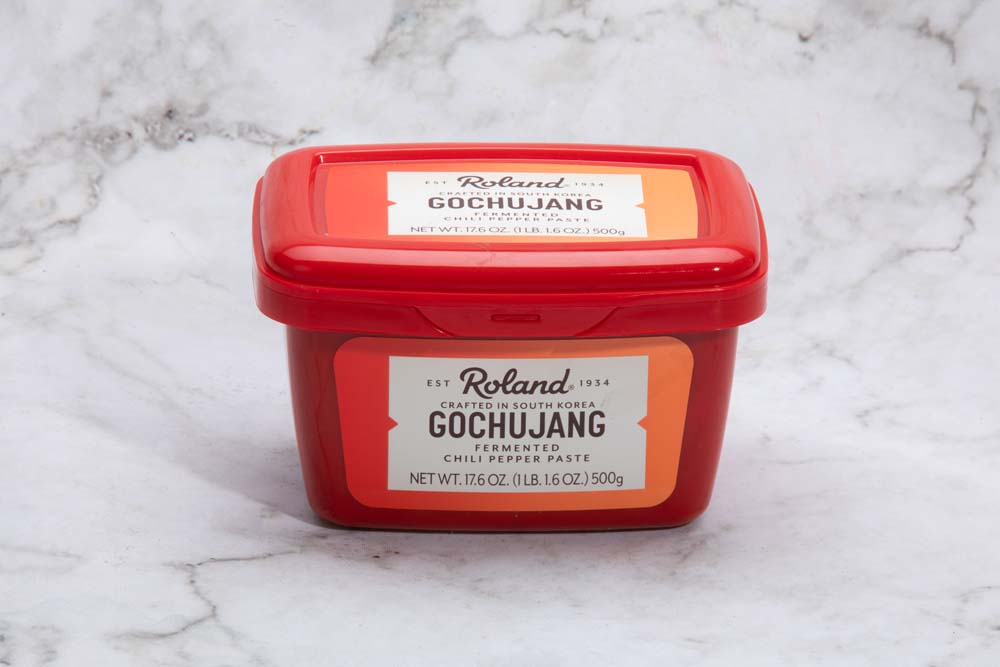 EST Roland® 1934
CRAFTED IN SOUTH KOREA
GOCHUJANG
FERMENTED
CHILI PEPPER PASTE
NET WT. 17.6 OZ. (1 LB. 1.6 OZ.) 500g
EST Roland® 1934
CRAFTED IN SOUTH KOREA
GOCHUJANG
FERMENTED
CHILI PEPPER PASTE
NET WT. 17.6 OZ. (1 LB. 1.6 OZ.) 500g